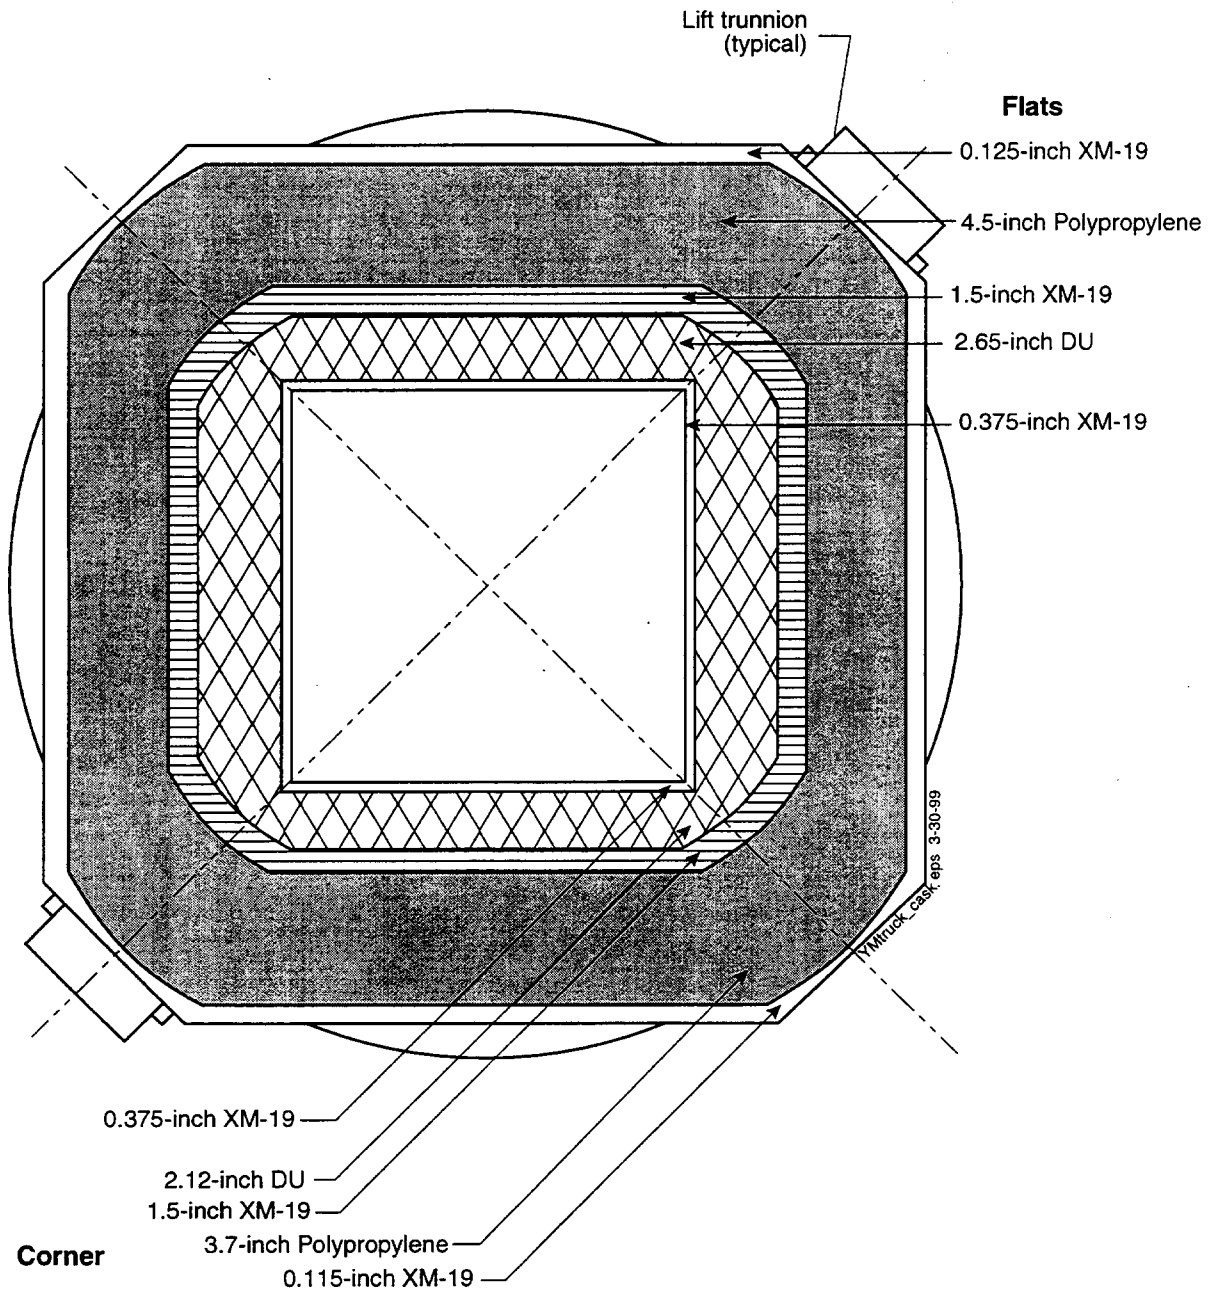 Lift trunnion
(typical)
Flats
0.125-inch XM-19
4.5-inch Polypropylene
1.5-inch XM-19
2.65-inch DU
0.375-inch XM-19
YMtruck_cask. eps 3-30-99
0.375-inch XM-19
2.12-inch DU
1.5-inch XM-19
3.7-inch Polypropylene
Corner
0.115-inch XM-19